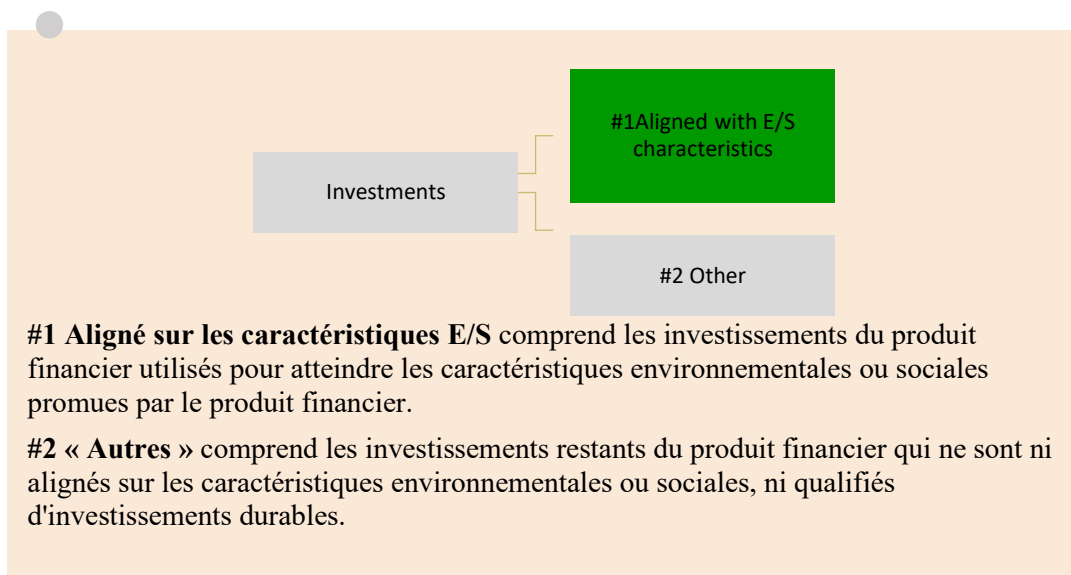 #1Aligned with E/S
characteristics
Investments
#2 Other
#1 Aligné sur les caractéristiques E/S comprend les investissements du produit
financier utilisés pour atteindre les caractéristiques environnementales ou sociales
promues par le produit financier.
#2 « Autres » comprend les investissements restants du produit financier qui ne sont ni
alignés sur les caractéristiques environnementales ou sociales, ni qualifiés
d'investissements durables.